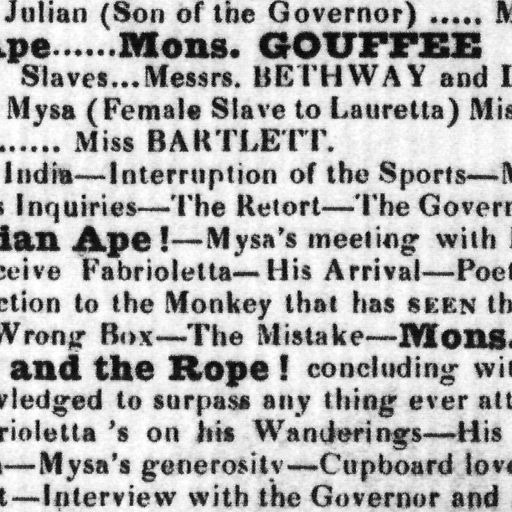 Julian (Son of the Governor) ..... M
Ape......Mons. GOUFFEE
Slaves...Messrs. BETHWAY and
Mysa (Female Slave to Lauretta) Mis
...... Miss BARTLETT.
India—Interruption of the Sports—
s Inquiries—The Retort—The Govern
ian Ape!—Mysa's meeting with
ceive Fabrioletta—His Arrival—Poet
ction to the Monkey that has SEEN th
Wrong Box—The Mistake—Mons.
and the Rope! concluding wit
wledged to surpass any thing ever att
rioletta 's on his Wanderings—His
—Mysa's generosity—Cupboard love
t—Interview with the Governor and